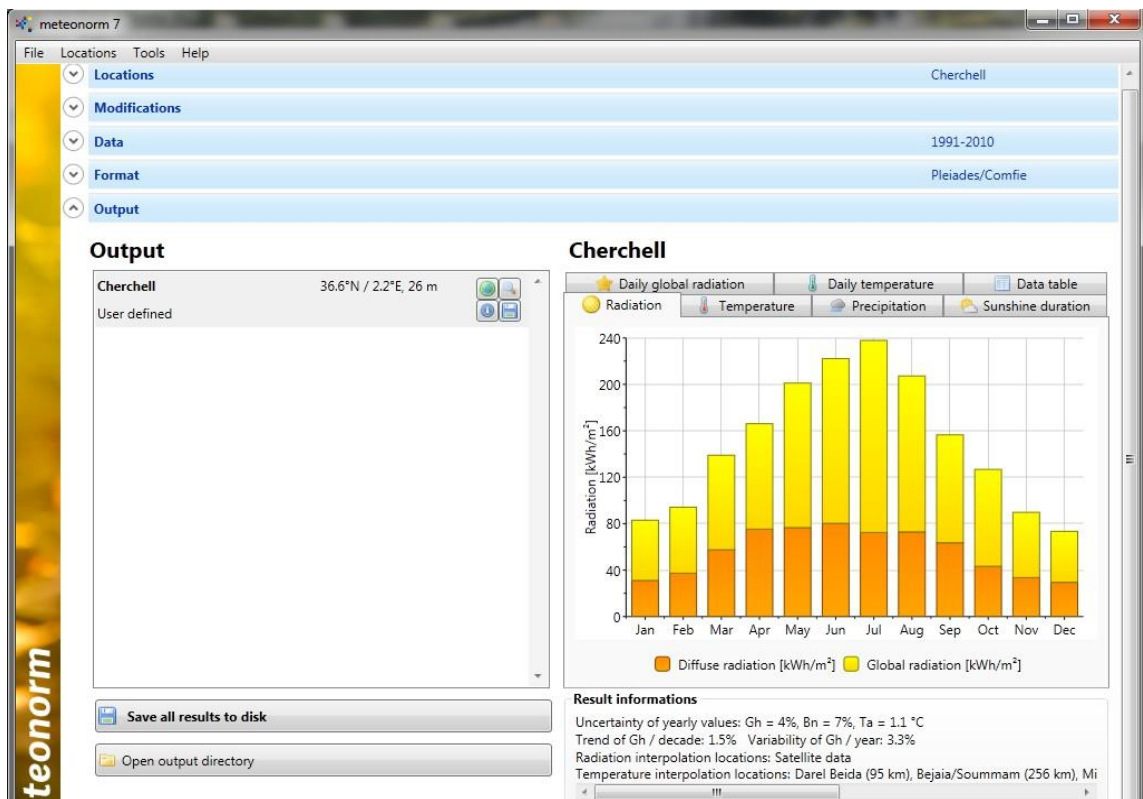 meteonorm 7
File Locations Tools Help
Locations Cherchell
Modifications
Data 1991-2010
Format Pleiades/Comfie
Output
Output
Cherchell 36.6°N / 2.2°E, 26 m
User defined
Save all results to disk
Open output directory
teonorm
Cherchell
Daily global radiation Daily temperature Data table
Radiation Temperature Precipitation Sunshine duration
Radiation [kWh/m²]
240
200
160
120
80
40
0
Jan Feb Mar Apr May Jun Jul Aug Sep Oct Nov Dec
Diffuse radiation [kWh/m²] Global radiation [kWh/m²]
Result informations
Uncertainty of yearly values: Gh = 4%, Bn = 7%, Ta = 1.1 °C
Trend of Gh / decade: 1.5% Variability of Gh / year: 3.3%
Radiation interpolation locations: Satellite data
Temperature interpolation locations: Darel Beida (95 km), Bejaia/Soummam (256 km), Mi